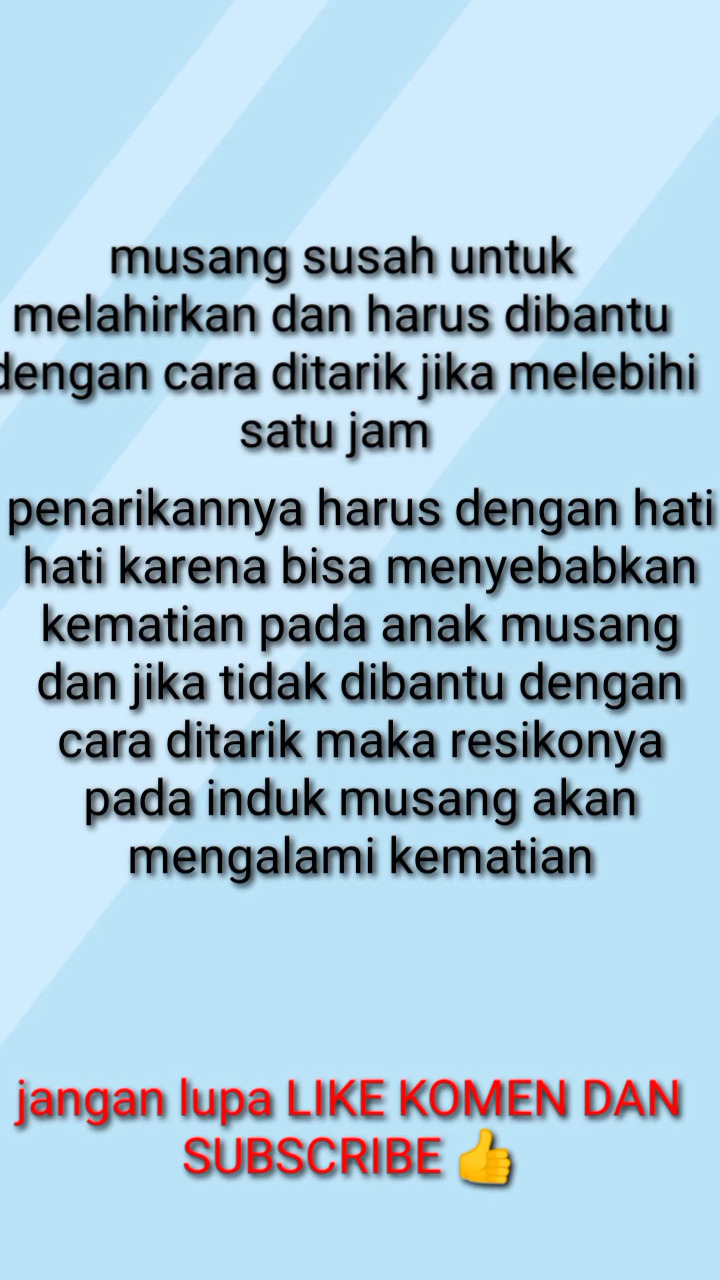 musang susah untuk
melahirkan dan harus dibantu
dengan cara ditarik jika melebihi
satu jam
penarikannya harus dengan hati
hati karena bisa menyebabkan
kematian pada anak musang
dan jika tidak dibantu dengan
cara ditarik maka resikonya
pada induk musang akan
mengalami kematian
jangan lupa LIKE KOMEN DAN
SUBSCRIBE 👍